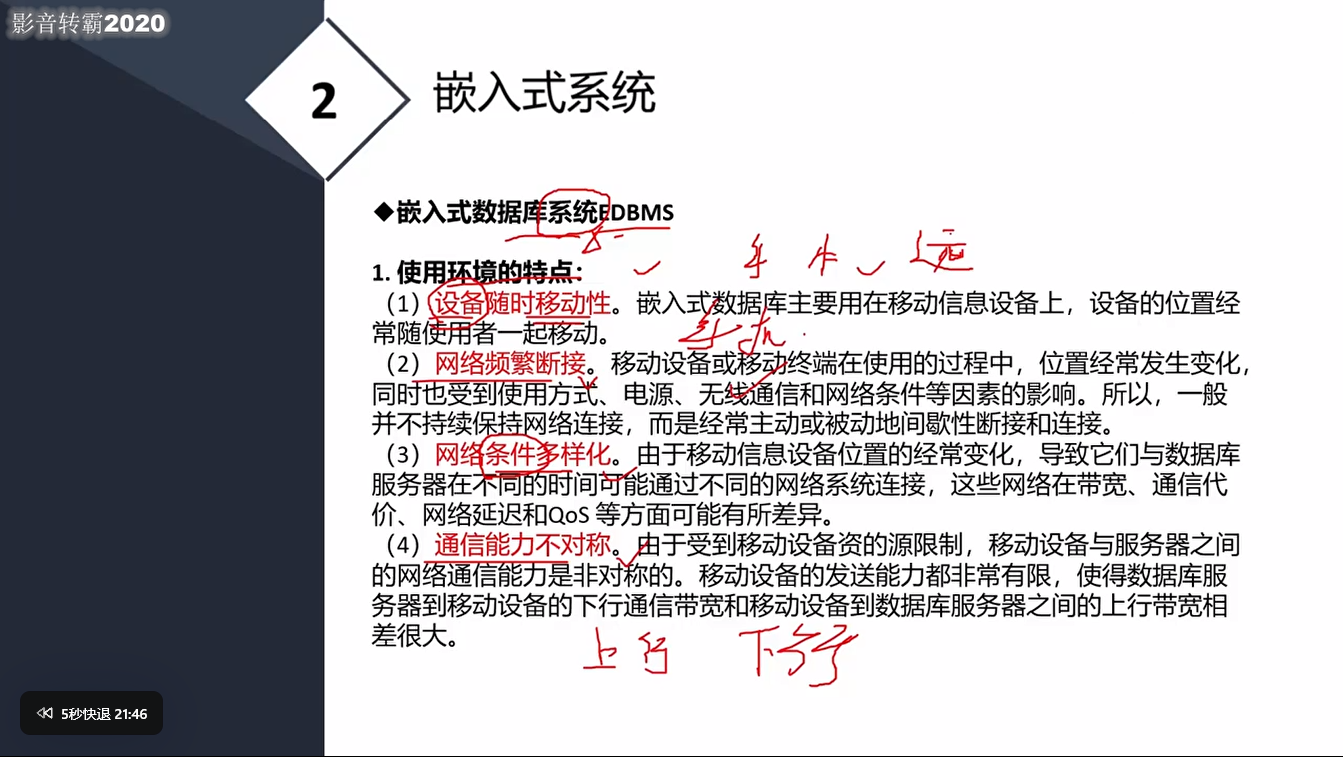 影音转霸2020
2
嵌入式系统
◆嵌入式数据库系统EDBMS
1. 使用环境的特点：
（1）设备随时移动性。嵌入式数据库主要用在移动信息设备上，设备的位置经
常随使用者一起移动。
（2）网络频繁断接。移动设备或移动终端在使用的过程中，位置经常发生变化，
同时也受到使用方式、电源、无线通信和网络条件等因素的影响。所以，一般
并不持续保持网络连接，而是经常主动或被动地间歇性断接和连接。
（3）网络条件多样化。由于移动信息设备位置的经常变化，导致它们与数据库
服务器在不同的时间可能通过不同的网络系统连接，这些网络在带宽、通信代
价、网络延迟和QoS 等方面可能有所差异。
（4）通信能力不对称。由于受到移动设备资的源限制，移动设备与服务器之间
的网络通信能力是非对称的。移动设备的发送能力都非常有限，使得数据库服
务器到移动设备的下行通信带宽和移动设备到数据库服务器之间的上行带宽相
差很大。
上行 下行
5秒快退 21:46